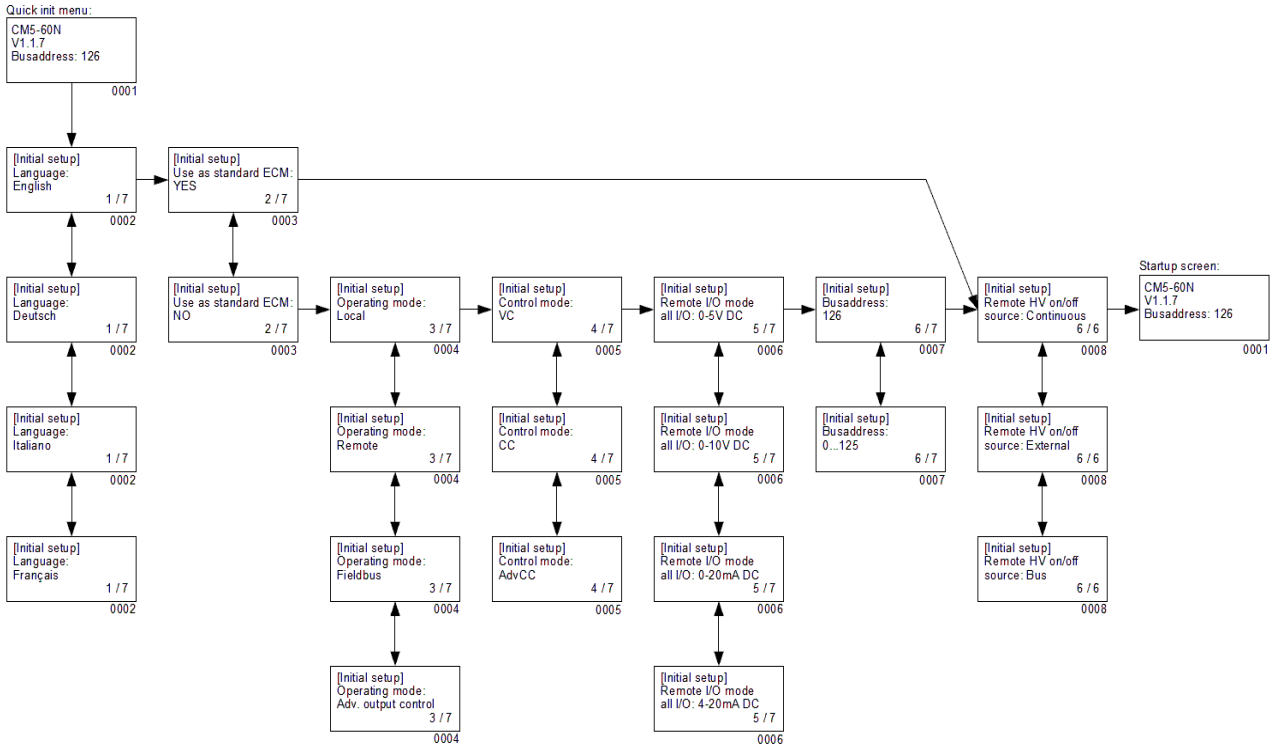 Quick init menu:
CM5-60N
V1.1.7
Busaddress: 126
0001
[Initial setup]
Language:
English
1 / 7
0002
[Initial setup]
Use as standard ECM:
YES
2 / 7
0003
[Initial setup]
Language:
Deutsch
1 / 7
0002
[Initial setup]
Use as standard ECM:
NO
2 / 7
0003
[Initial setup]
Operating mode:
Local
3 / 7
0004
[Initial setup]
Control mode:
VC
4 / 7
0005
[Initial setup]
Remote I/O mode
all I/O: 0-5V DC
5 / 7
0006
[Initial setup]
Busaddress:
126
6 / 7
0007
[Initial setup]
Remote HV on/off
source: Continuous
6 / 6
0008
Startup screen:
CM5-60N
V1.1.7
Busaddress: 126
0001
[Initial setup]
Language:
Italiano
1 / 7
0002
[Initial setup]
Operating mode:
Remote
3 / 7
0004
[Initial setup]
Control mode:
CC
4 / 7
0005
[Initial setup]
Remote I/O mode
all I/O: 0-10V DC
5 / 7
0006
[Initial setup]
Busaddress:
0...125
6 / 7
0007
[Initial setup]
Remote HV on/off
source: External
6 / 6
0008
[Initial setup]
Language:
Français
1 / 7
0002
[Initial setup]
Operating mode:
Fieldbus
3 / 7
0004
[Initial setup]
Control mode:
AdvCC
4 / 7
0005
[Initial setup]
Remote I/O mode
all I/O: 0-20mA DC
5 / 7
0006
[Initial setup]
Remote HV on/off
source: Bus
6 / 6
0008
[Initial setup]
Operating mode:
Adv. output control
3 / 7
0004
[Initial setup]
Remote I/O mode
all I/O: 4-20mA DC
5 / 7
0006